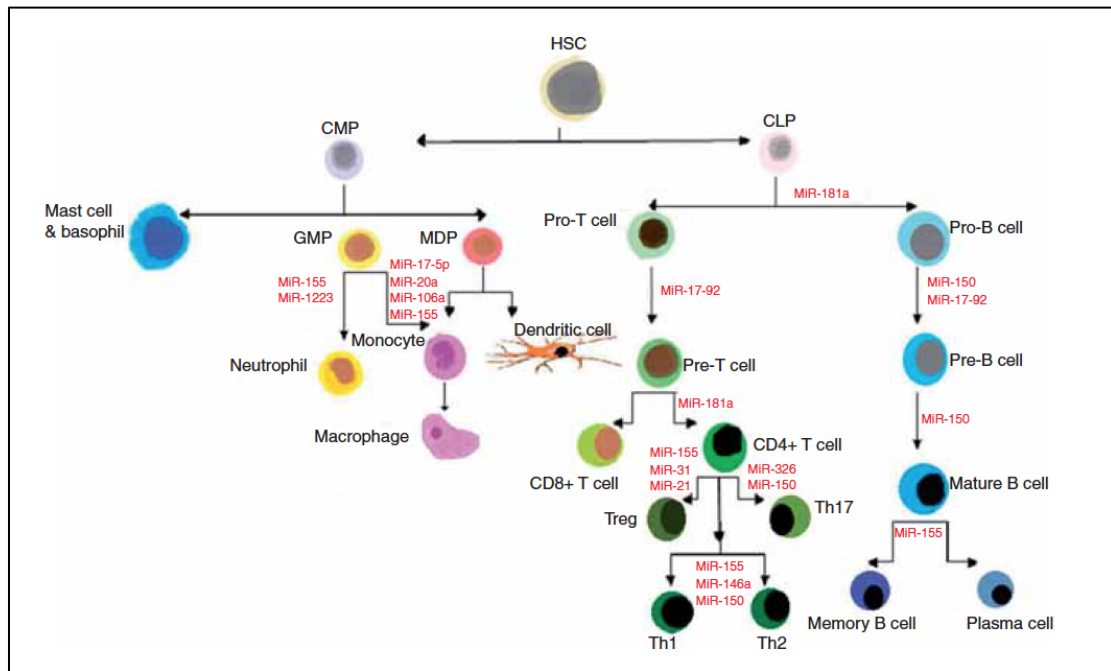 HSC
CMP
CLP
MiR-181a
Mast cell
& basophil
GMP
MDP
Pro-T cell
Pro-B cell
MiR-155
MiR-1223
MiR-17-5p
MiR-20a
MiR-106a
MiR-155
MiR-17-92
MiR-150
MiR-17-92
Neutrophil
Monocyte
Dendritic cell
Pre-T cell
Pre-B cell
MiR-181a
MiR-150
Macrophage
CD8+ T cell
CD4+ T cell
MiR-155
MiR-31
MiR-21
MiR-326
MiR-150
Mature B cell
Treg
Th17
MiR-155
MiR-155
MiR-146a
MiR-150
Th1
Th2
Memory B cell
Plasma cell